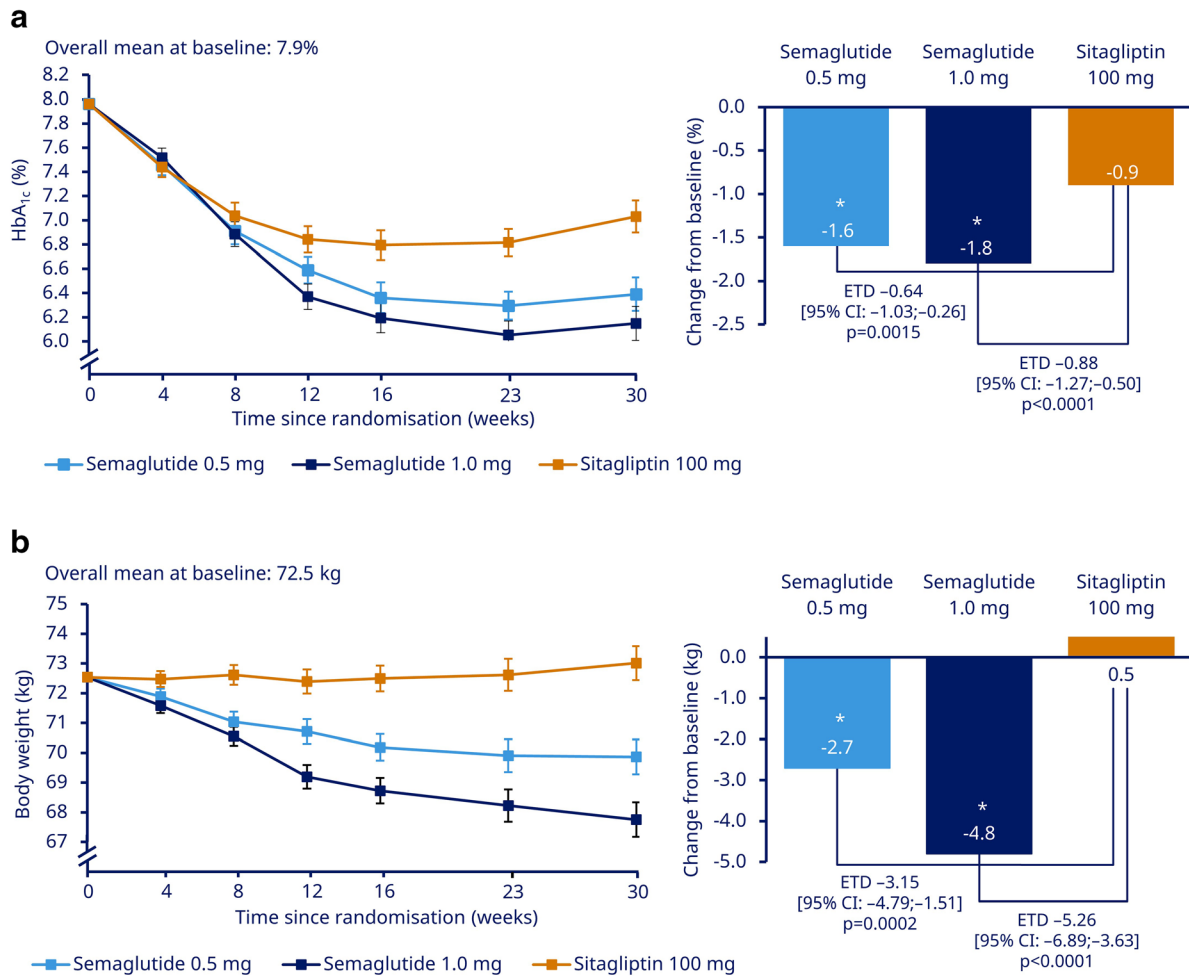 a
Overall mean at baseline: 7.9%
8.2
8.0
7.8
7.6
7.4
7.2
7.0
6.8
6.6
6.4
6.2
6.0
HbA1c (%)
0 4 8 12 16 23 30
Time since randomisation (weeks)
Semaglutide 0.5 mg Semaglutide 1.0 mg Sitagliptin 100 mg
Semaglutide 0.5 mg
Semaglutide 1.0 mg
Sitagliptin 100 mg
Change from baseline (%)
0.0
-0.5
-1.0
-1.5
-2.0
-2.5
*
-1.6
*
-1.8
-0.9
ETD –0.64
[95% CI: –1.03;–0.26]
p=0.0015
ETD –0.88
[95% CI: –1.27;–0.50]
p<0.0001
b
Overall mean at baseline: 72.5 kg
75
74
73
72
71
70
69
68
67
Body weight (kg)
0 4 8 12 16 23 30
Time since randomisation (weeks)
Semaglutide 0.5 mg Semaglutide 1.0 mg Sitagliptin 100 mg
Semaglutide 0.5 mg
Semaglutide 1.0 mg
Sitagliptin 100 mg
Change from baseline (kg)
0.0
-1.0
-2.0
-3.0
-4.0
-5.0
*
-2.7
*
-4.8
0.5
ETD –3.15
[95% CI: –4.79;–1.51]
p=0.0002
ETD –5.26
[95% CI: –6.89;–3.63]
p<0.0001